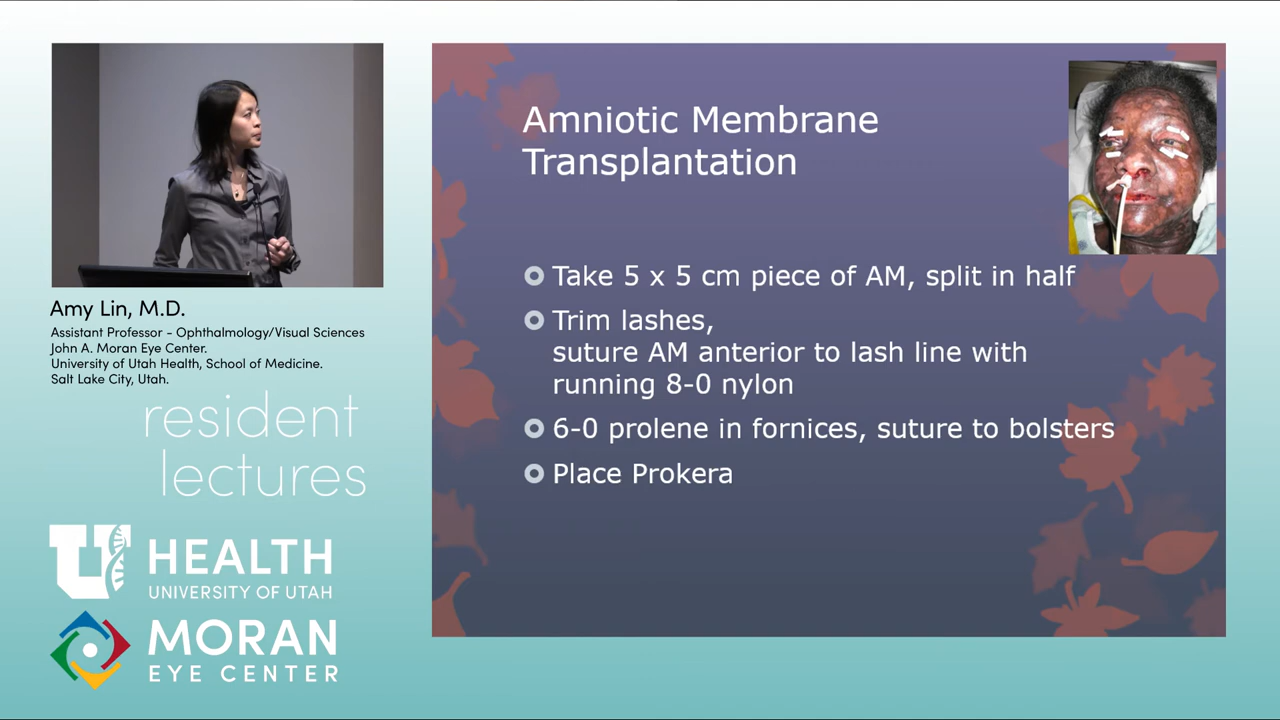 Amy Lin, M.D.
Assistant Professor - Ophthalmology/Visual Sciences
John A. Moran Eye Center.
University of Utah Health, School of Medicine.
Salt Lake City, Utah.
resident
lectures
U HEALTH
UNIVERSITY OF UTAH
MORAN
EYE CENTER
Amniotic Membrane
Transplantation
Take 5 x 5 cm piece of AM, split in half
Trim lashes,
suture AM anterior to lash line with
running 8-0 nylon
6-0 prolene in fornices, suture to bolsters
Place Prokera